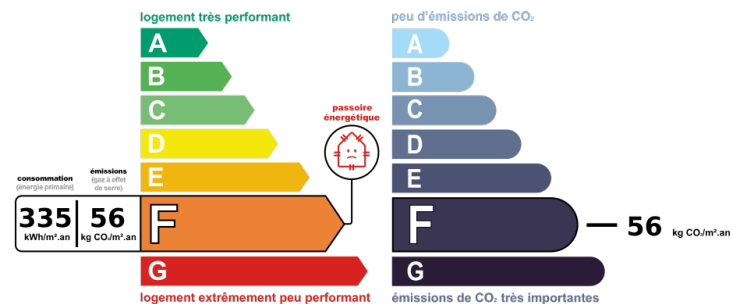 logement très performant
A
B
C
passoire
énergétique
D
E
consommation
(énergie primaire)
émissions
(gaz à effet
de serre)
335
kWh/m².an
56
kg CO₂/m².an
F
G
logement extrêmement peu performant
peu d'émissions de CO₂
A
B
C
D
E
F
56 kg CO₂/m².an
G
émissions de CO₂ très importantes